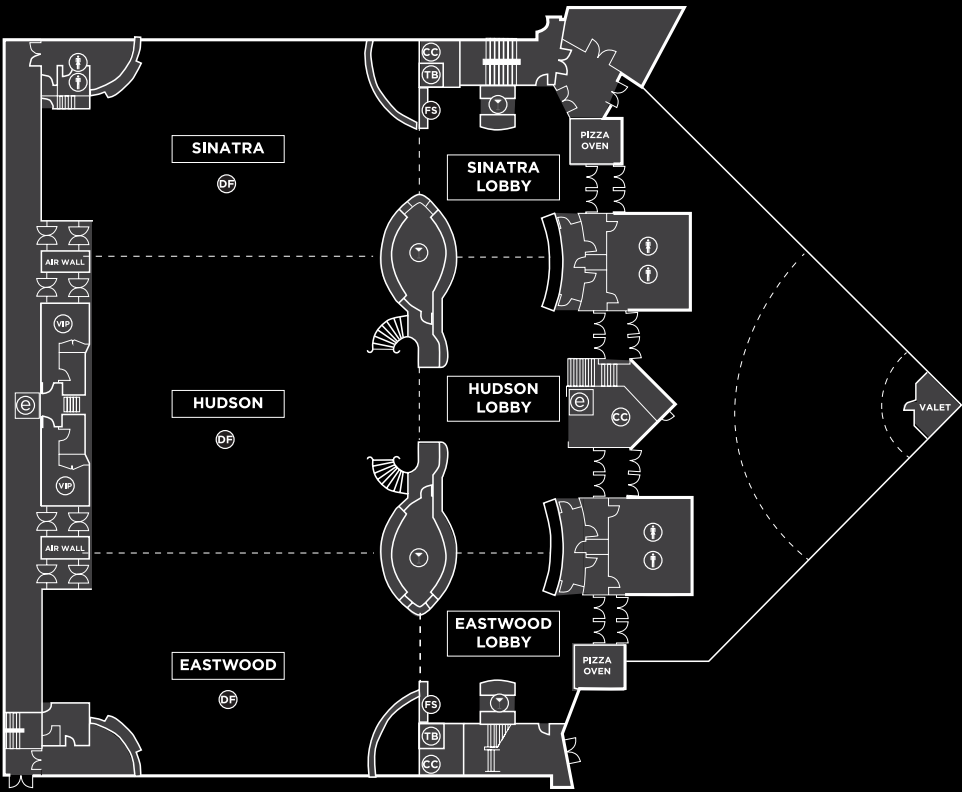 CC
TB
FS
PIZZA
OVEN
SINATRA
DF
SINATRA
LOBBY
AIR WALL
VIP
HUDSON
LOBBY
HUDSON
e
e
CC
VALET
DF
VIP
AIR WALL
EASTWOOD
LOBBY
EASTWOOD
PIZZA
OVEN
DF
FS
TB
CC